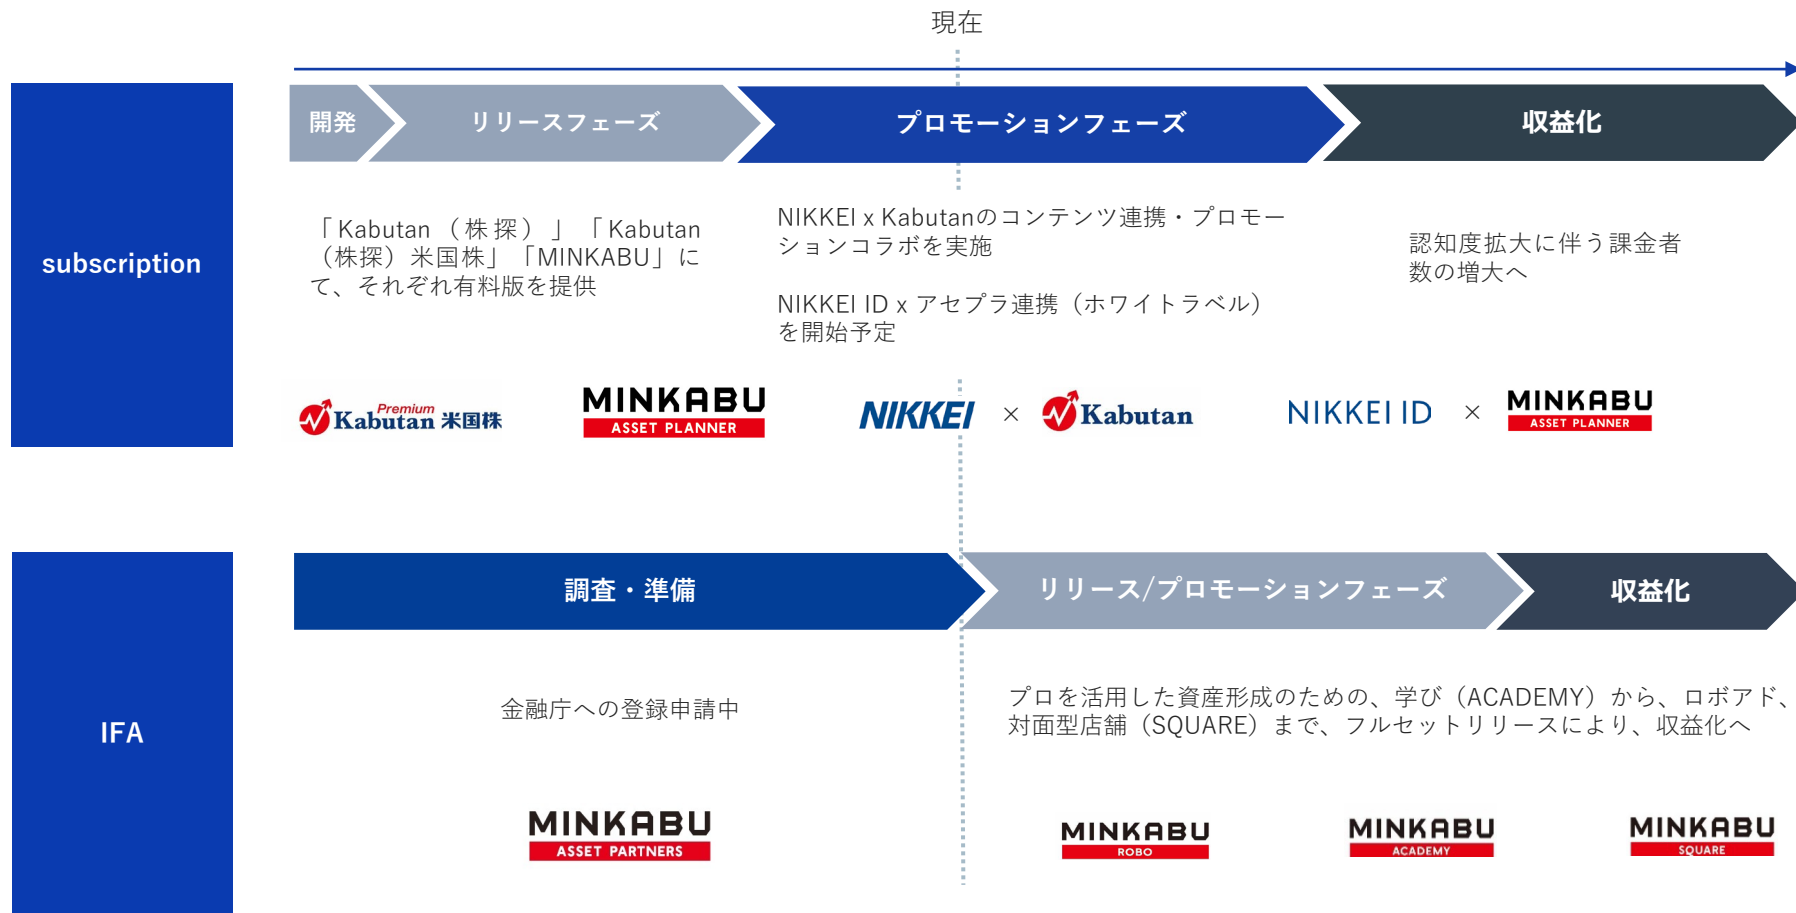 現在
開発
リリースフェーズ
プロモーションフェーズ
収益化
subscription
「Kabutan（株探）」「Kabutan
（株探）米国株」「MINKABU」に
て、それぞれ有料版を提供
NIKKEI x Kabutanのコンテンツ連携・プロモー
ションコラボを実施
NIKKEI ID x アセプラ連携（ホワイトラベル）
を開始予定
認知度拡大に伴う課金者
数の増大へ
Premium
Kabutan 米国株
MINKABU
ASSET PLANNER
NIKKEI × Kabutan
NIKKEI ID × MINKABU
ASSET PLANNER
IFA
調査・準備
リリース/プロモーションフェーズ
収益化
金融庁への登録申請中
プロを活用した資産形成のための、学び（ACADEMY）から、ロボアド、
対面型店舗（SQUARE）まで、フルセットリリースにより、収益化へ
MINKABU
ASSET PARTNERS
MINKABU
ROBO
MINKABU
ACADEMY
MINKABU
SQUARE